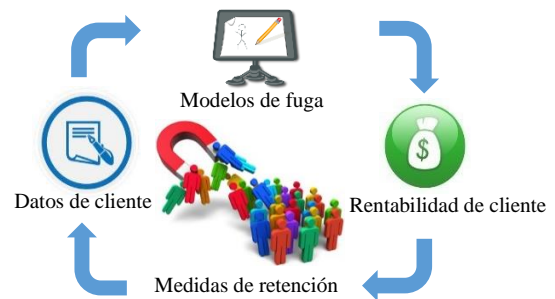 Modelos de fuga
Datos de cliente
Rentabilidad de cliente
$
Medidas de retención